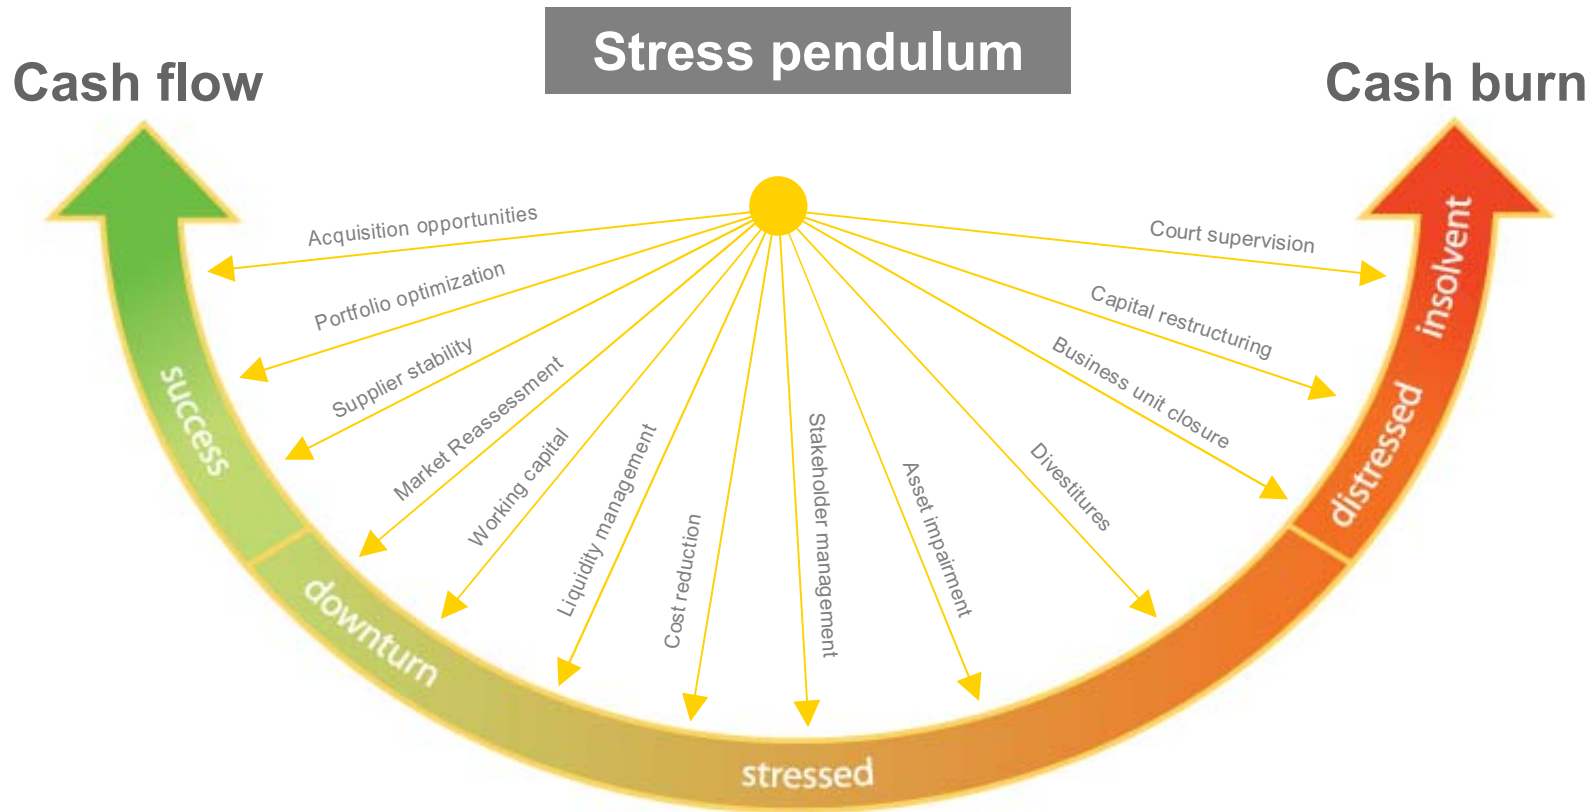 Stress pendulum
Cash flow
Cash burn
Acquisition opportunities
Portfolio optimization
Supplier stability
Market Reassessment
Working capital
Liquidity management
Cost reduction
Stakeholder management
Asset impairment
Divestitures
Business unit closure
Capital restructuring
Court supervision
success
downturn
stressed
distressed
insolvent